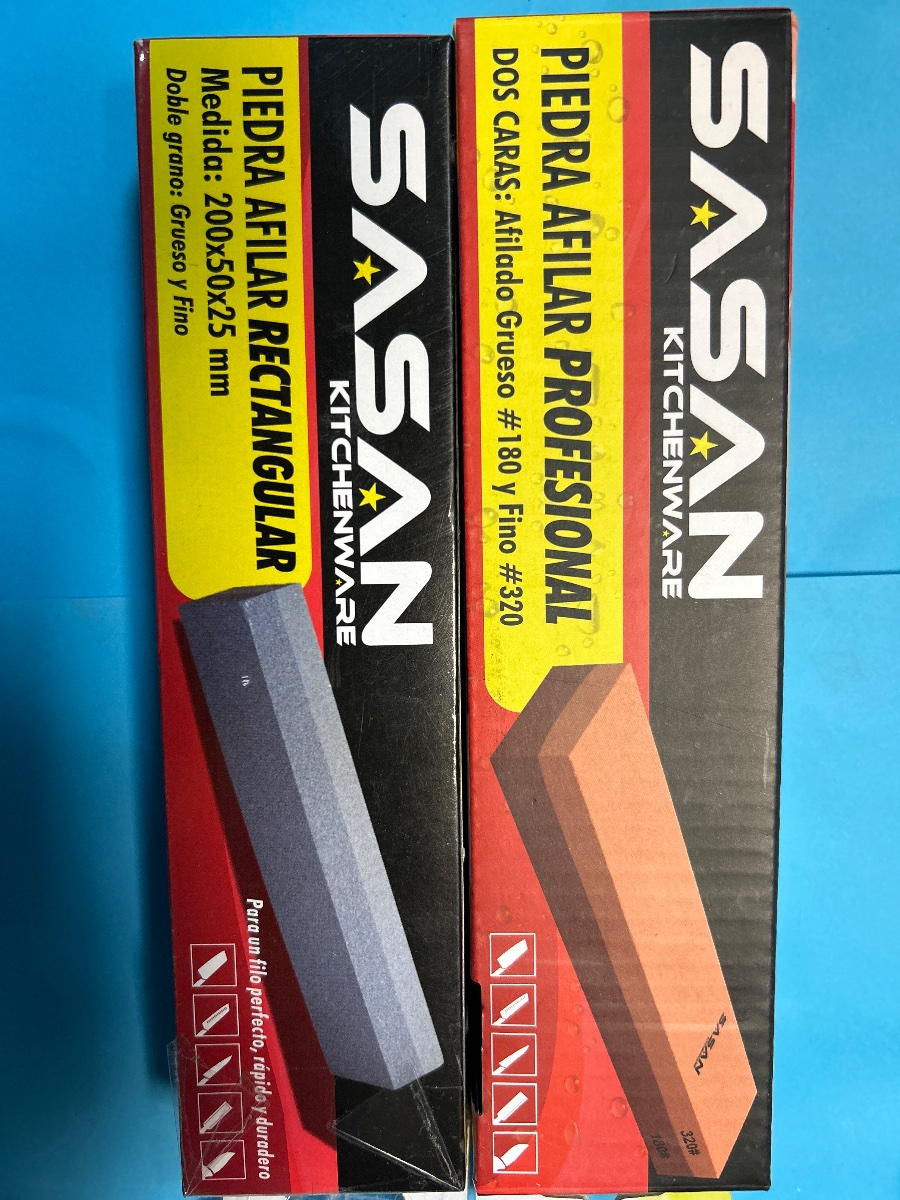 SASAN
KITCHENWARE
PIEDRA AFILAR RECTANGULAR
Medida: 200x50x25 mm
Doble grano: Grueso y Fino
Para un filo perfecto, rápido y duradero
SASAN
KITCHENWARE
PIEDRA AFILAR PROFESIONAL
DOS CARAS: Afilado Grueso #180 y Fino #320
SASAN
320#
180#